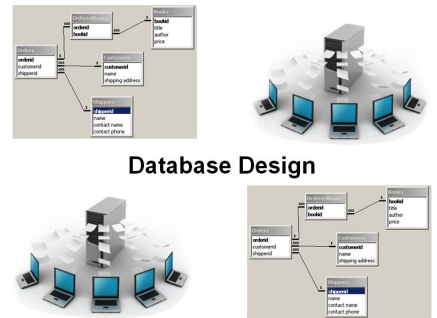 Books
bookid
title
author
price
OrderedBooks
orderid
bookid
Orders
orderid
customerid
shipperid
Customers
customerid
name
shipping address
Shippers
shipperid
name
contact name
contact phone
Database Design
Books
bookid
title
author
price
OrderedBooks
orderid
bookid
Orders
orderid
customerid
shipperid
Customers
customerid
name
shipping address
Shippers
shipperid
name
contact name
contact phone